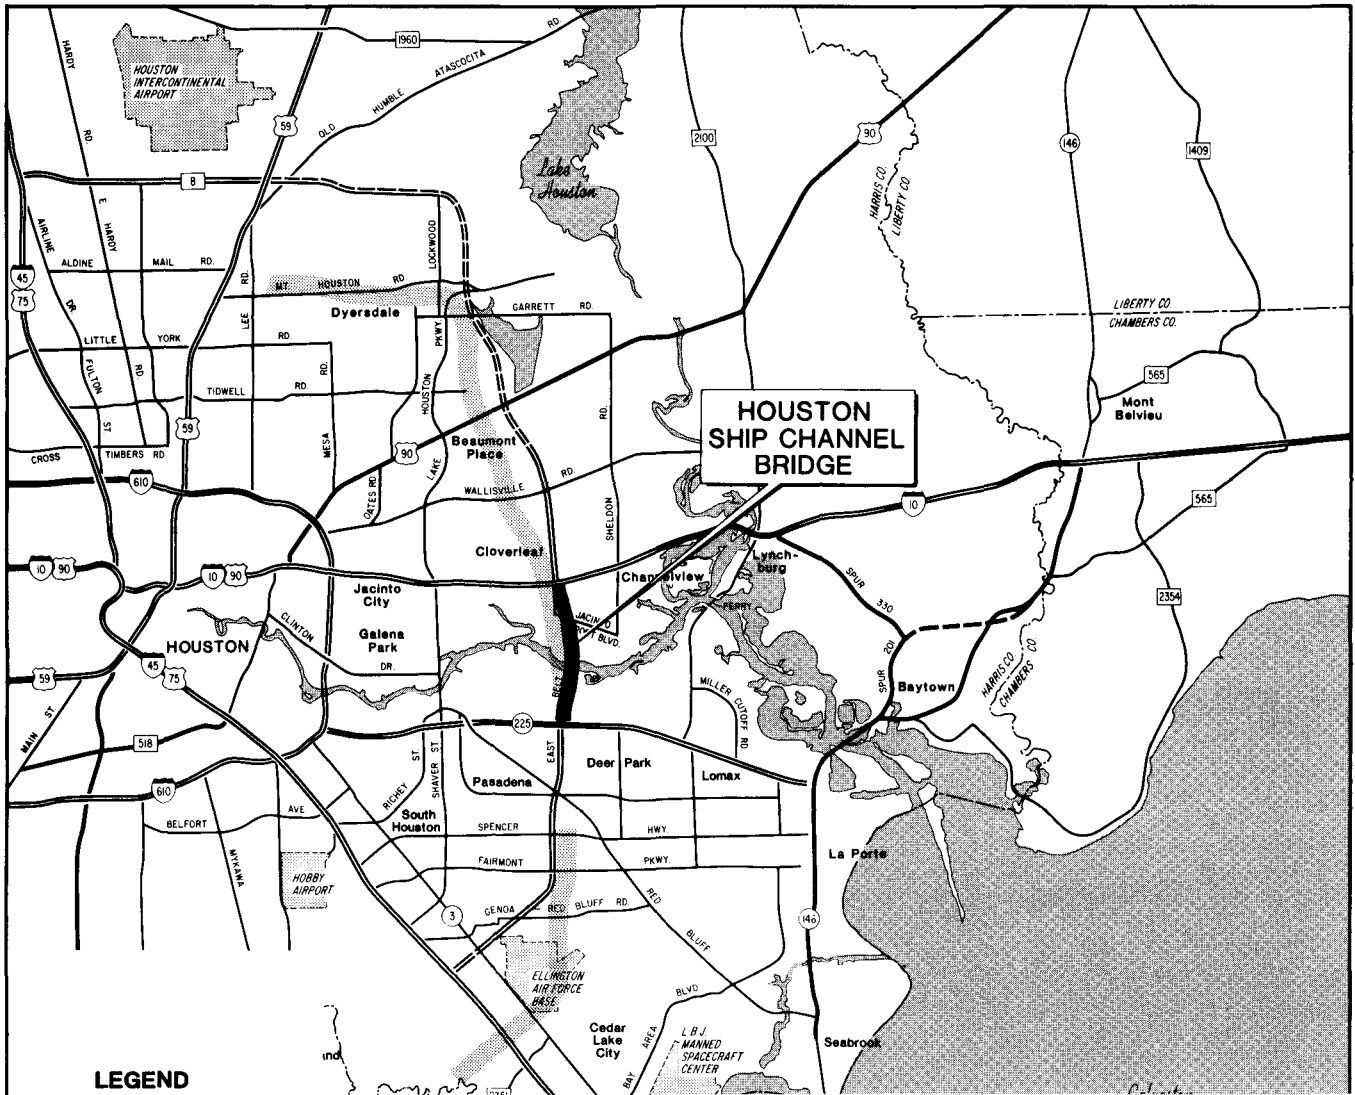 HOUSTON
INTERCONTINENTAL
AIRPORT
HARDY
RD.
1960
ATASCOCITA
RD.
HUMBLE
OLD
59
2100
90
146
1409
Lake
Houston
HARRIS CO.
LIBERTY CO.
8
E HARDY
AIRLINE
DR.
ALDINE MAIL RD.
LOCKWOOD
45
75
MT. HOUSTON RD.
LEE RD.
Dyersdale
GARRETT RD.
PKWY.
LIBERTY CO.
CHAMBERS CO.
LITTLE YORK RD.
FULTON
ST
RD.
MESA RD.
TIDWELL RD.
HOUSTON
565
Mont
Belvieu
HOUSTON
SHIP CHANNEL
BRIDGE
RD.
59
Beaumont
Place
90
CROSS TIMBERS RD
LAKE
610
OATES RD.
WALLISVILLE RD.
SHELDON
10
565
Cloverleaf
Lynch-
burg
10 90
10 90
Channelview
SPUR 330
Jacinto
City
FERRY
2354
CLINTON DR.
Galena
Park
HOUSTON
JACINTO
BLVD.
45
75
59
BELT
SPUR 201
Baytown
HARRIS CO.
CHAMBERS CO
MILLER CUTOFF RD
MAIN ST
518
225
EAST
RICHEY ST.
SHAVER ST
Pasadena
Deer Park
Lomax
610
BELFORT AVE
South
Houston
SPENCER HWY.
MYKAWA
FAIRMONT PKWY.
La Porte
HOBBY
AIRPORT
3
GENOA RED BLUFF RD.
RED
BLUFF
146
ELLINGTON
AIR FORCE
BASE
BAY AREA BLVD
Cedar
Lake
City
L.B.J.
MANNED
SPACECRAFT
CENTER
Seabrook
LEGEND